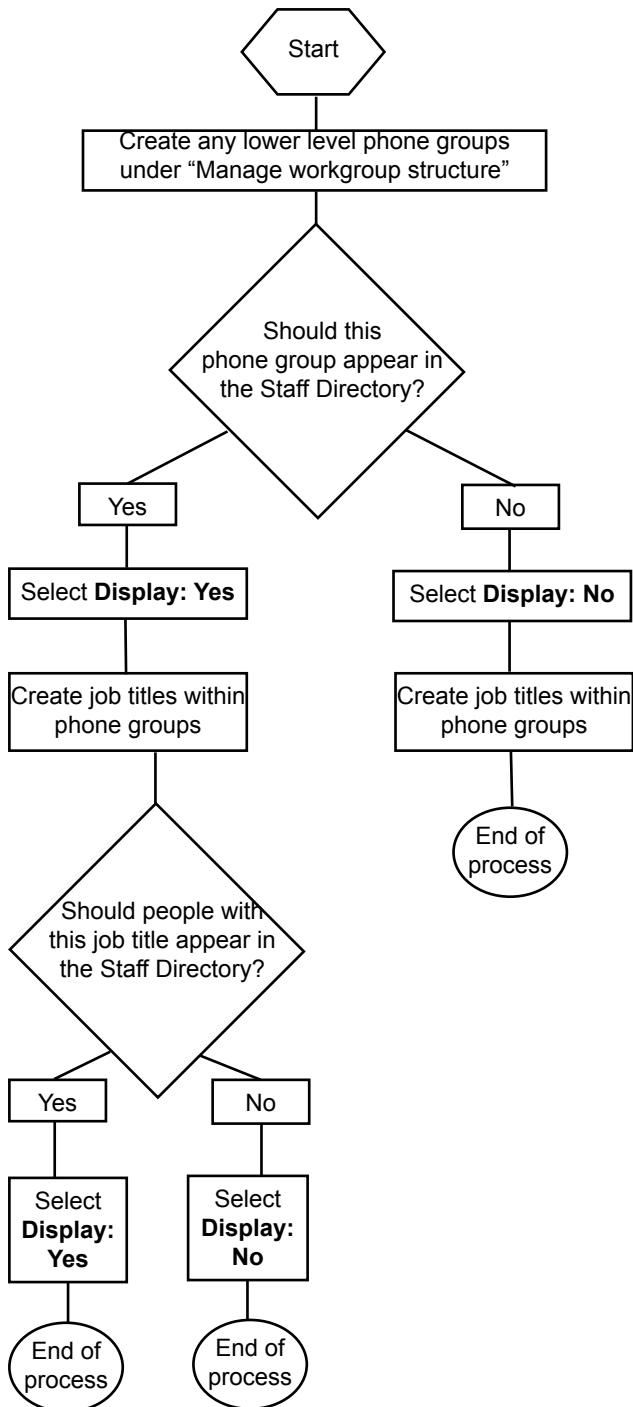 Start
Create any lower level phone groups
under “Manage workgroup structure”
Should this
phone group appear in
the Staff Directory?
Yes
No
Select Display: Yes
Select Display: No
Create job titles within
phone groups
Create job titles within
phone groups
End of
process
Should people with
this job title appear in
the Staff Directory?
Yes
No
Select
Display:
Yes
Select
Display:
No
End of
process
End of
process